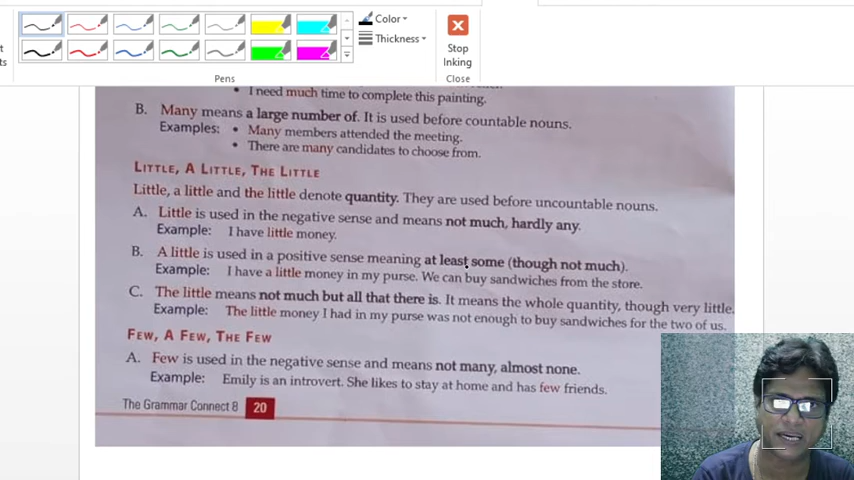 Color
Thickness
Stop
Inking
Pens
Close
I need much time to complete this painting.
B. Many means a large number of. It is used before countable nouns.
Examples: • Many members attended the meeting.
• There are many candidates to choose from.
LITTLE, A LITTLE, THE LITTLE
Little, a little and the little denote quantity. They are used before uncountable nouns.
A. Little is used in the negative sense and means not much, hardly any.
Example: I have little money.
B. A little is used in a positive sense meaning at least some (though not much).
Example: I have a little money in my purse. We can buy sandwiches from the store.
C. The little means not much but all that there is. It means the whole quantity, though very little.
Example: The little money I had in my purse was not enough to buy sandwiches for the two of us.
FEW, A FEW, THE FEW
A. Few is used in the negative sense and means not many, almost none.
Example: Emily is an introvert. She likes to stay at home and has few friends.
The Grammar Connect 8 20